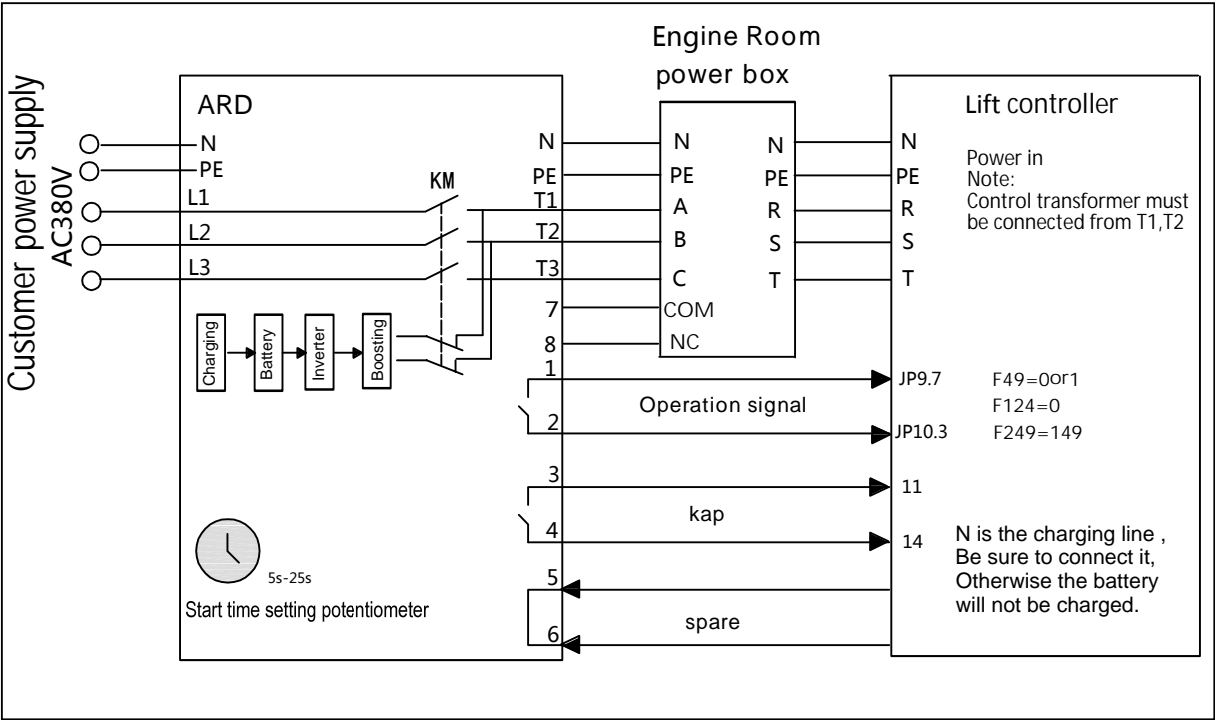 Customer power supply
AC380V
ARD
N
PE
L1
L2
L3
KM
Charging
Battery
Inverter
Boosting
5s-25s
Start time setting potentiometer
N
PE
T1
T2
T3
7
8
1
2
3
4
5
6
Engine Room
power box
N
PE
A
B
C
COM
NC
N
PE
R
S
T
Operation signal
kap
spare
Lift controller
N
PE
R
S
T
Power in
Note:
Control transformer must
be connected from T1,T2
JP9.7
JP10.3
F49=0or1
F124=0
F249=149
11
14
N is the charging line ,
Be sure to connect it,
Otherwise the battery
will not be charged.